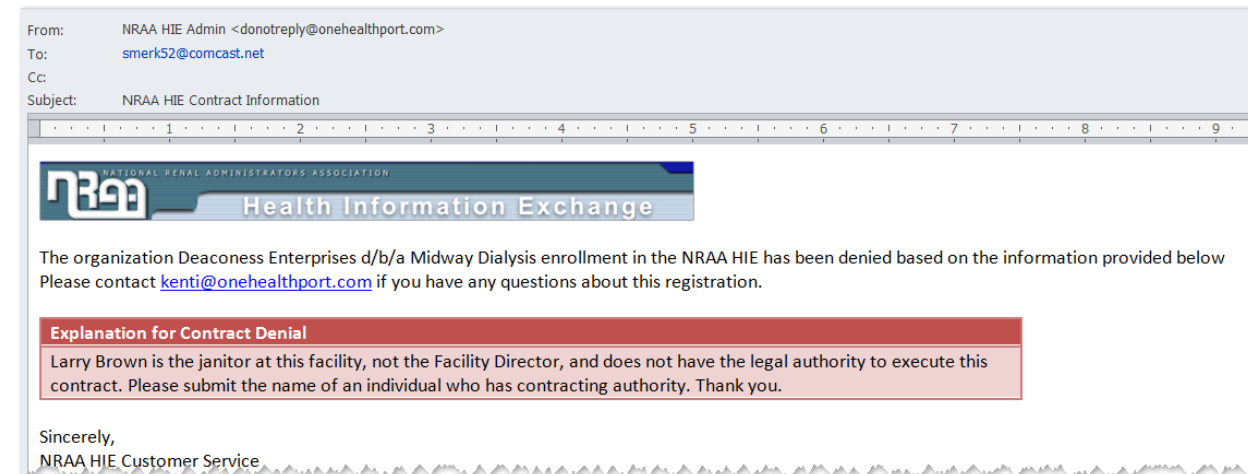 From: NRAA HIE Admin <donotreply@onehealthport.com>
To: smerk52@comcast.net
Cc:
Subject: NRAA HIE Contract Information
1 2 3 4 5 6 7 8 9
NATIONAL RENAL ADMINISTRATORS ASSOCIATION
nraa
Health Information Exchange
The organization Deaconess Enterprises d/b/a Midway Dialysis enrollment in the NRAA HIE has been denied based on the information provided below
Please contact kenti@onehealthport.com if you have any questions about this registration.
Explanation for Contract Denial
Larry Brown is the janitor at this facility, not the Facility Director, and does not have the legal authority to execute this
contract. Please submit the name of an individual who has contracting authority. Thank you.
Sincerely,
NRAA HIE Customer Service